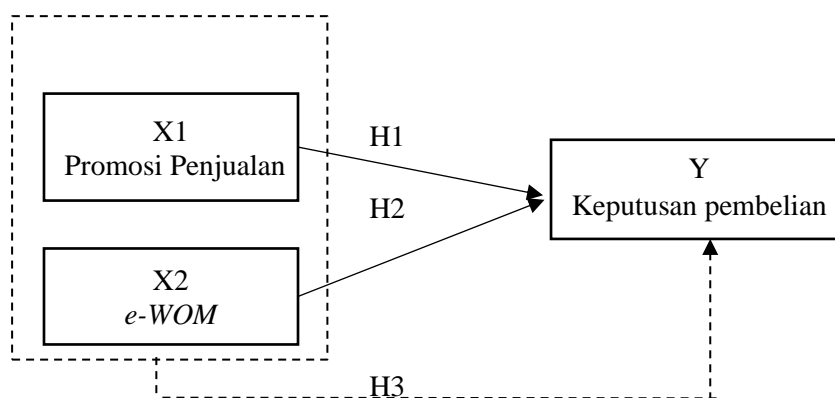 X1
Promosi Penjualan
H1
H2
Y
Keputusan pembelian
X2
e-WOM
H3